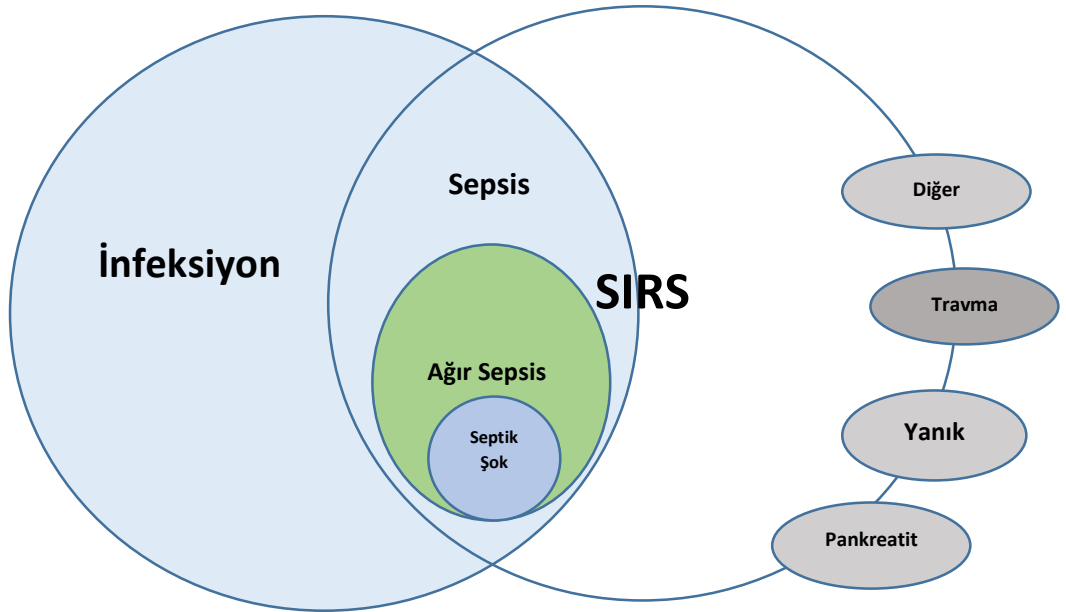 Sepsis
İnfeksiyon
SIRS
Ağır Sepsis
Septik
Şok
Diğer
Travma
Yanık
Pankreatit